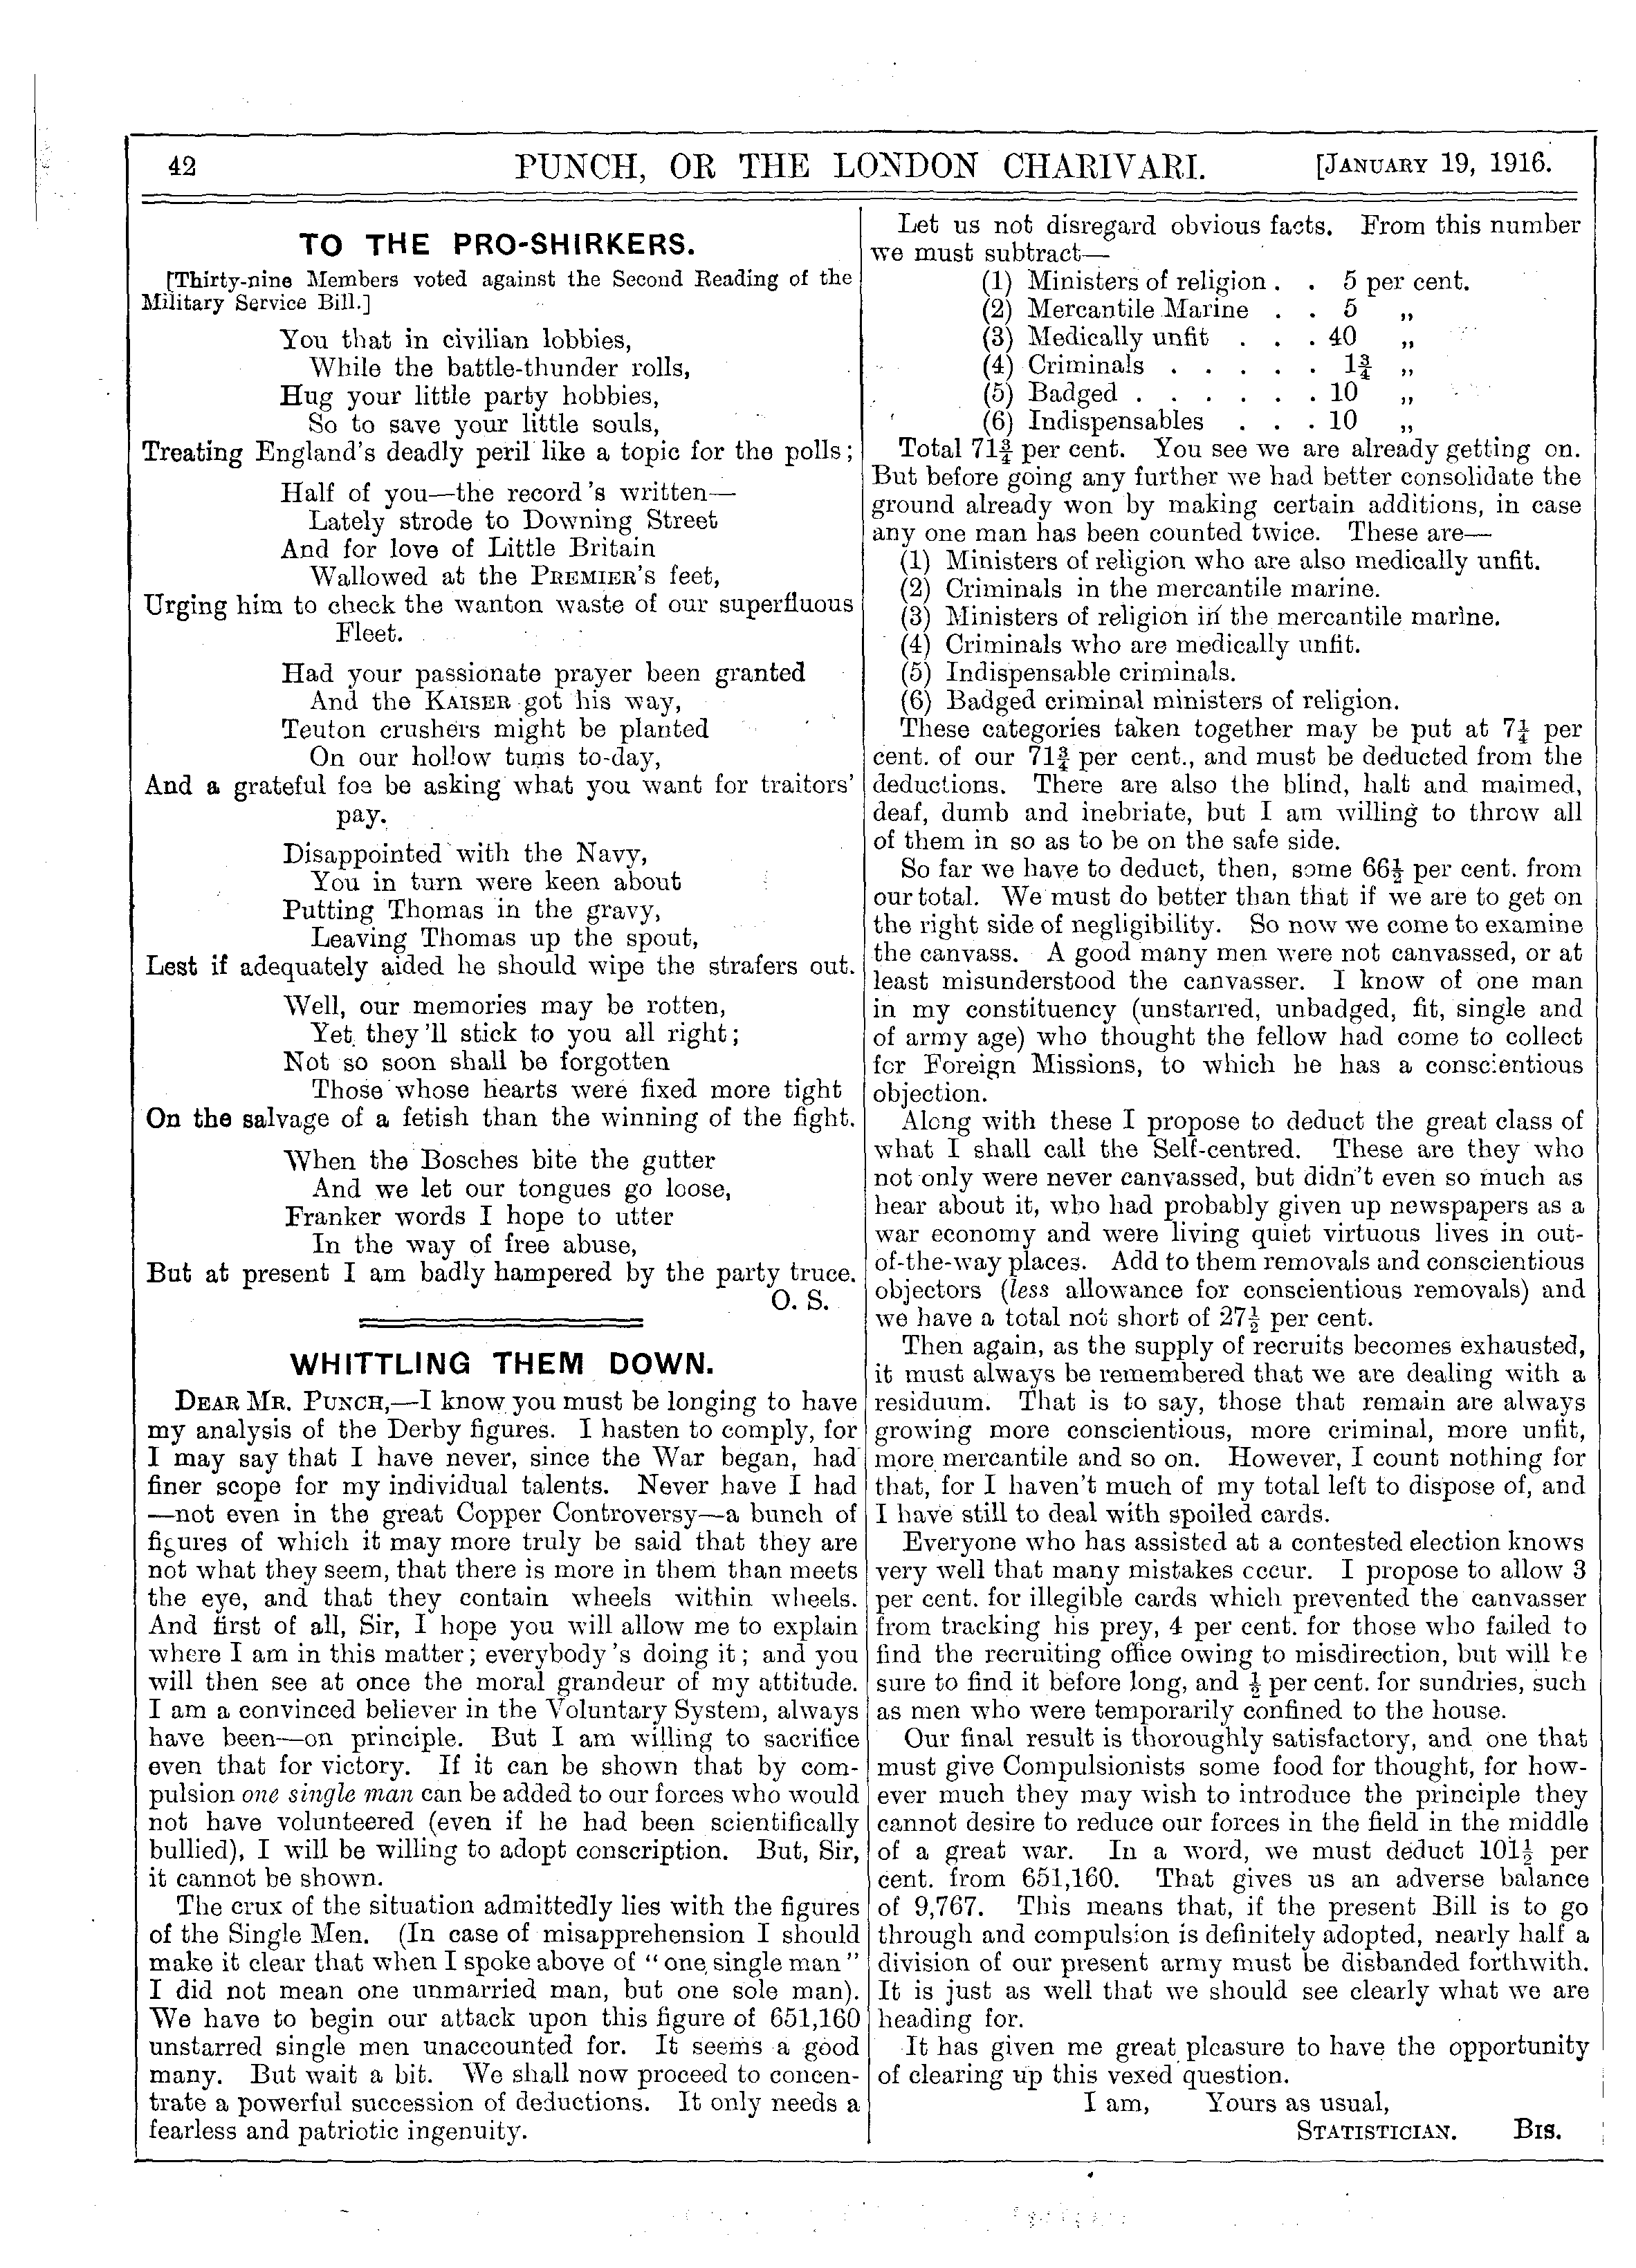 42
PUNCH, OR THE LONDON CHARIVARI.
[JANUARY 19, 1916.
TO THE PRO-SHIRKERS.
[Thirty-nine Members voted against the Second Reading of the
Military Service Bill.]
You that in civilian lobbies,
While the battle-thunder rolls,
Hug your little party hobbies,
So to save your little souls,
Treating England's deadly peril like a topic for the polls;
Half of you—the record's written—
Lately strode to Downing Street
And for love of Little Britain
Wallowed at the PREMIER'S feet,
Urging him to check the wanton waste of our superfluous
Fleet.
Had your passionate prayer been granted
And the KAISER got his way,
Teuton crushers might be planted
On our hollow tums to-day,
And a grateful foe be asking what you want for traitors'
pay.
Disappointed with the Navy,
You in turn were keen about
Putting Thomas in the gravy,
Leaving Thomas up the spout,
Lest if adequately aided he should wipe the strafers out.
Well, our memories may be rotten,
Yet they'll stick to you all right;
Not so soon shall be forgotten
Those whose hearts were fixed more tight
On the salvage of a fetish than the winning of the fight.
When the Bosches bite the gutter
And we let our tongues go loose,
Franker words I hope to utter
In the way of free abuse,
But at present I am badly hampered by the party truce.
O. S.
WHITTLING THEM DOWN.
DEAR MR. PUNCH,—I know you must be longing to have
my analysis of the Derby figures. I hasten to comply, for
I may say that I have never, since the War began, had
finer scope for my individual talents. Never have I had
—not even in the great Copper Controversy—a bunch of
figures of which it may more truly be said that they are
not what they seem, that there is more in them than meets
the eye, and that they contain wheels within wheels.
And first of all, Sir, I hope you will allow me to explain
where I am in this matter; everybody's doing it; and you
will then see at once the moral grandeur of my attitude.
I am a convinced believer in the Voluntary System, always
have been—on principle. But I am willing to sacrifice
even that for victory. If it can be shown that by com-
pulsion one single man can be added to our forces who would
not have volunteered (even if he had been scientifically
bullied), I will be willing to adopt conscription. But, Sir,
it cannot be shown.
The crux of the situation admittedly lies with the figures
of the Single Men. (In case of misapprehension I should
make it clear that when I spoke above of "one single man"
I did not mean one unmarried man, but one sole man).
We have to begin our attack upon this figure of 651,160
unstarred single men unaccounted for. It seems a good
many. But wait a bit. We shall now proceed to concen-
trate a powerful succession of deductions. It only needs a
fearless and patriotic ingenuity.
Let us not disregard obvious facts. From this number
we must subtract—
(1) Ministers of religion . . 5 per cent.
(2) Mercantile Marine . . 5 „
(3) Medically unfit . . . 40 „
(4) Criminals . . . . . 1¾ „
(5) Badged . . . . . . 10 „
(6) Indispensables . . . 10 „
Total 71¾ per cent. You see we are already getting on.
But before going any further we had better consolidate the
ground already won by making certain additions, in case
any one man has been counted twice. These are—
(1) Ministers of religion who are also medically unfit.
(2) Criminals in the mercantile marine.
(3) Ministers of religion in the mercantile marine.
(4) Criminals who are medically unfit.
(5) Indispensable criminals.
(6) Badged criminal ministers of religion.
These categories taken together may be put at 7¼ per
cent. of our 71¾ per cent., and must be deducted from the
deductions. There are also the blind, halt and maimed,
deaf, dumb and inebriate, but I am willing to throw all
of them in so as to be on the safe side.
So far we have to deduct, then, some 66½ per cent. from
our total. We must do better than that if we are to get on
the right side of negligibility. So now we come to examine
the canvass. A good many men were not canvassed, or at
least misunderstood the canvasser. I know of one man
in my constituency (unstarred, unbadged, fit, single and
of army age) who thought the fellow had come to collect
for Foreign Missions, to which he has a conscientious
objection.
Along with these I propose to deduct the great class of
what I shall call the Self-centred. These are they who
not only were never canvassed, but didn't even so much as
hear about it, who had probably given up newspapers as a
war economy and were living quiet virtuous lives in out-
of-the-way places. Add to them removals and conscientious
objectors (less allowance for conscientious removals) and
we have a total not short of 27½ per cent.
Then again, as the supply of recruits becomes exhausted,
it must always be remembered that we are dealing with a
residuum. That is to say, those that remain are always
growing more conscientious, more criminal, more unfit,
more mercantile and so on. However, I count nothing for
that, for I haven't much of my total left to dispose of, and
I have still to deal with spoiled cards.
Everyone who has assisted at a contested election knows
very well that many mistakes occur. I propose to allow 3
per cent. for illegible cards which prevented the canvasser
from tracking his prey, 4 per cent. for those who failed to
find the recruiting office owing to misdirection, but will be
sure to find it before long, and ½ per cent. for sundries, such
as men who were temporarily confined to the house.
Our final result is thoroughly satisfactory, and one that
must give Compulsionists some food for thought, for how-
ever much they may wish to introduce the principle they
cannot desire to reduce our forces in the field in the middle
of a great war. In a word, we must deduct 101½ per
cent. from 651,160. That gives us an adverse balance
of 9,767. This means that, if the present Bill is to go
through and compulsion is definitely adopted, nearly half a
division of our present army must be disbanded forthwith.
It is just as well that we should see clearly what we are
heading for.
It has given me great pleasure to have the opportunity
of clearing up this vexed question.
I am, Yours as usual,
STATISTICIAN. BIS.